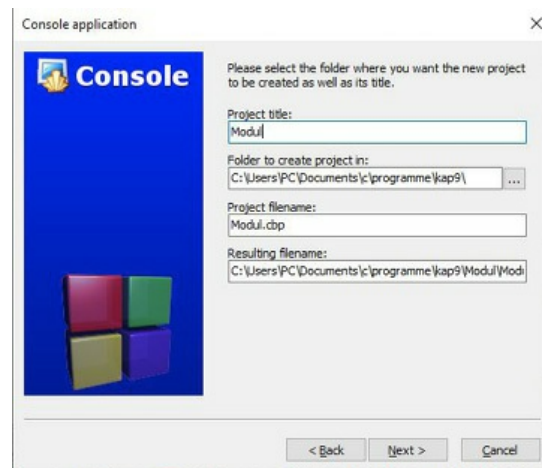 Console application
Console
Please select the folder where you want the new project
to be created as well as its title.
Project title:
Modul
Folder to create project in:
C:\Users\PC\Documents\c\programme\kap9\
...
Project filename:
Modul.cbp
Resulting filename:
C:\Users\PC\Documents\c\programme\kap9\Modul\Modu
< Back
Next >
Cancel